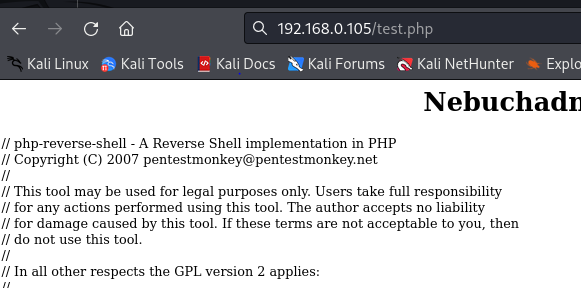 192.168.0.105/test.php
Kali Linux Kali Tools Kali Docs Kali Forums Kali NetHunter Explo
Nebuchadn
// php-reverse-shell - A Reverse Shell implementation in PHP
// Copyright (C) 2007 pentestmonkey@pentestmonkey.net
//
// This tool may be used for legal purposes only. Users take full responsibility
// for any actions performed using this tool. The author accepts no liability
// for damage caused by this tool. If these terms are not acceptable to you, then
// do not use this tool.
//
// In all other respects the GPL version 2 applies:
//